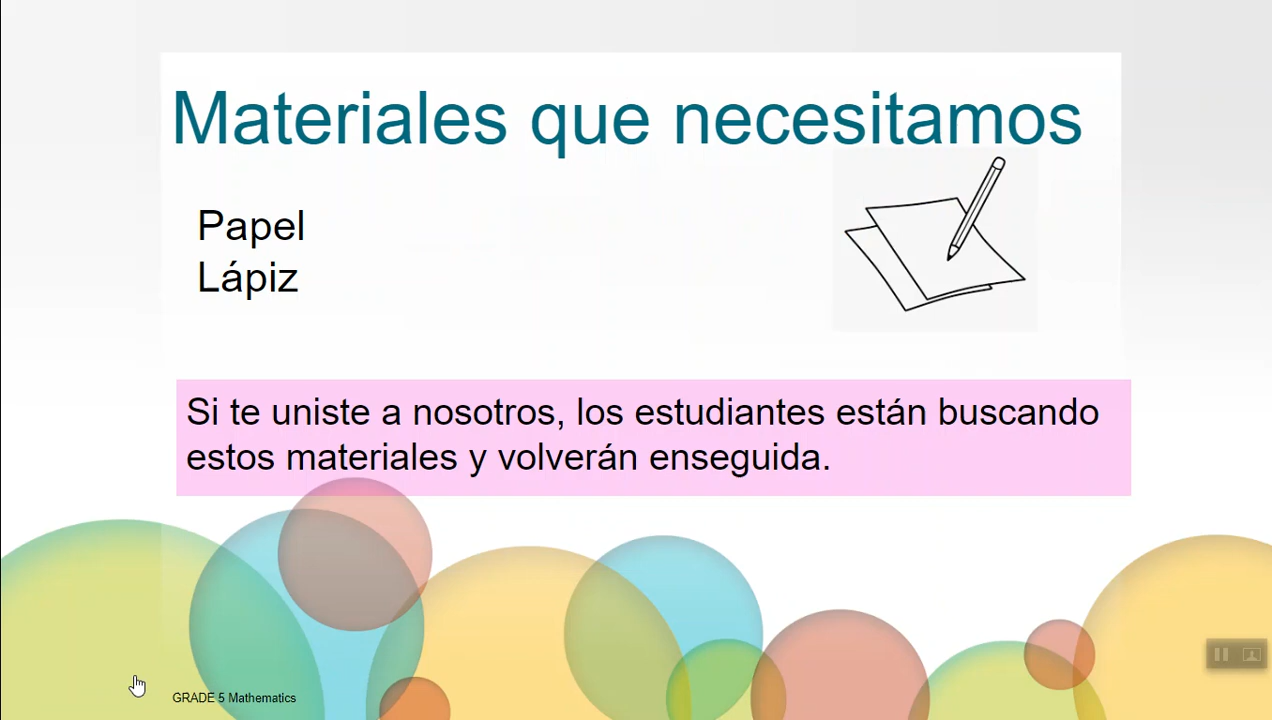 Materiales que necesitamos
Papel
Lápiz
Si te uniste a nosotros, los estudiantes están buscando
estos materiales y volverán enseguida.
GRADE 5 Mathematics